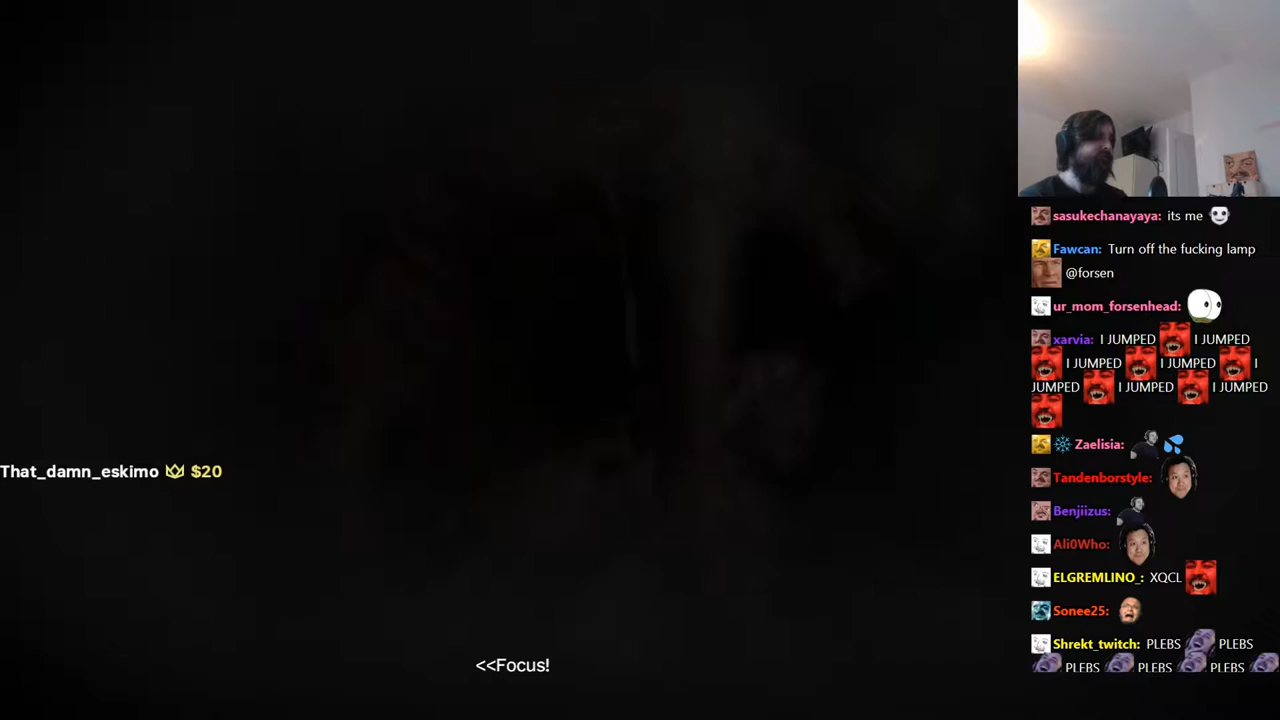 sasukechanayaya: its me
Fawcan: Turn off the fucking lamp
@forsen
ur_mom_forsenhead:
xarvia: I JUMPED I JUMPED
I JUMPED I JUMPED I
JUMPED I JUMPED I JUMPED
Zaelisia:
That_damn_eskimo $20
Tandenborstyle:
Benjiizus:
Ali0Who:
ELGREMLINO_: XQCL
Sonee25:
Shrekt_twitch: PLEBS PLEBS
PLEBS PLEBS PLEBS
<<Focus!